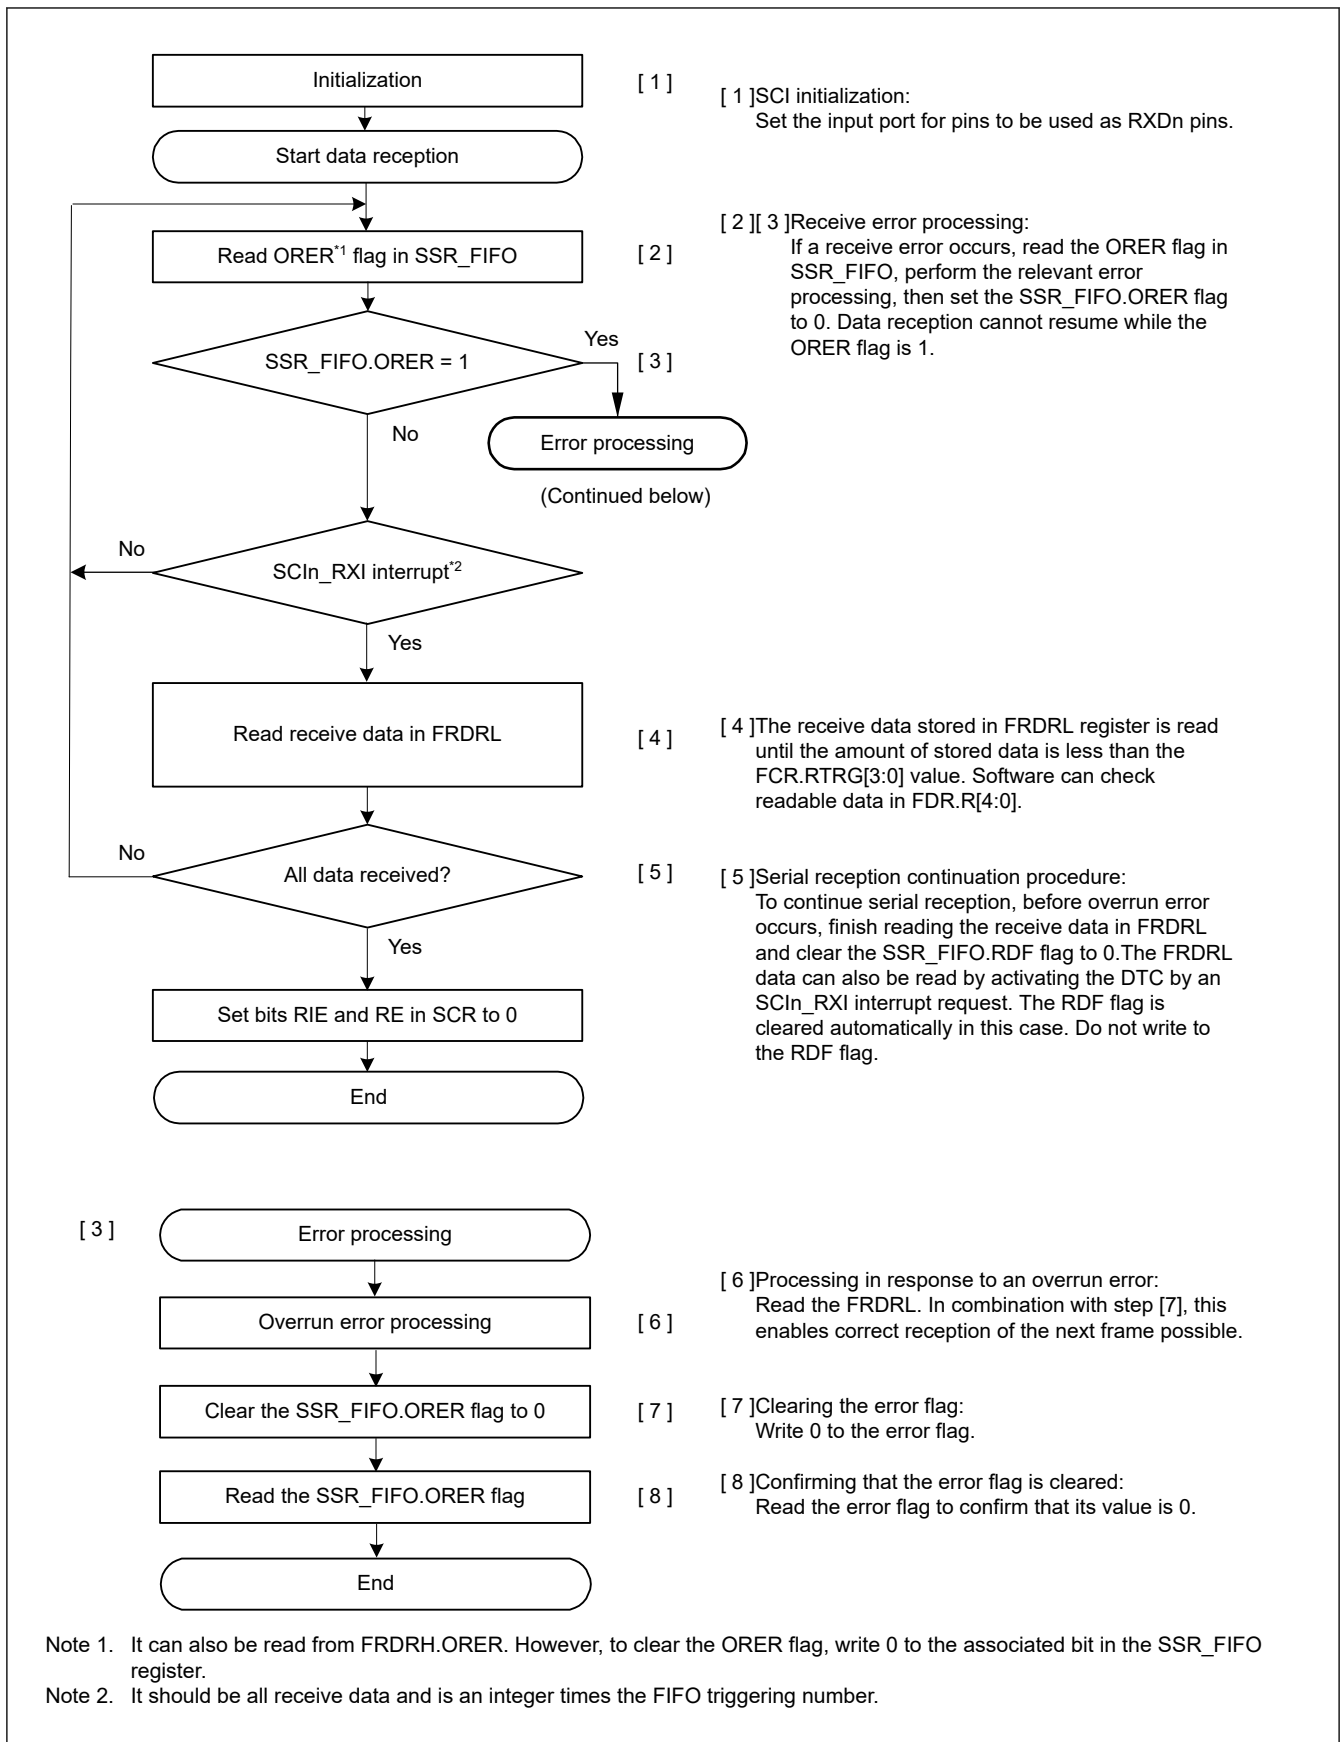 Initialization
[ 1 ]
[ 1 ]SCI initialization:
Set the input port for pins to be used as RXDn pins.
Start data reception
[ 2 ][ 3 ]Receive error processing:
If a receive error occurs, read the ORER flag in
SSR_FIFO, perform the relevant error
processing, then set the SSR_FIFO.ORER flag
to 0. Data reception cannot resume while the
ORER flag is 1.
Read ORER*1 flag in SSR_FIFO
[ 2 ]
SSR_FIFO.ORER = 1
Yes
[ 3 ]
No
Error processing
(Continued below)
No
SCIn_RXI interrupt*2
Yes
Read receive data in FRDRL
[ 4 ]
[ 4 ]The receive data stored in FRDRL register is read
until the amount of stored data is less than the
FCR.RTRG[3:0] value. Software can check
readable data in FDR.R[4:0].
No
All data received?
[ 5 ]
[ 5 ]Serial reception continuation procedure:
To continue serial reception, before overrun error
occurs, finish reading the receive data in FRDRL
and clear the SSR_FIFO.RDF flag to 0.The FRDRL
data can also be read by activating the DTC by an
SCIn_RXI interrupt request. The RDF flag is
cleared automatically in this case. Do not write to
the RDF flag.
Yes
Set bits RIE and RE in SCR to 0
End
[ 3 ]
Error processing
Overrun error processing
[ 6 ]
[ 6 ]Processing in response to an overrun error:
Read the FRDRL. In combination with step [7], this
enables correct reception of the next frame possible.
Clear the SSR_FIFO.ORER flag to 0
[ 7 ]
[ 7 ]Clearing the error flag:
Write 0 to the error flag.
Read the SSR_FIFO.ORER flag
[ 8 ]
[ 8 ]Confirming that the error flag is cleared:
Read the error flag to confirm that its value is 0.
End
Note 1. It can also be read from FRDRH.ORER. However, to clear the ORER flag, write 0 to the associated bit in the SSR_FIFO
register.
Note 2. It should be all receive data and is an integer times the FIFO triggering number.